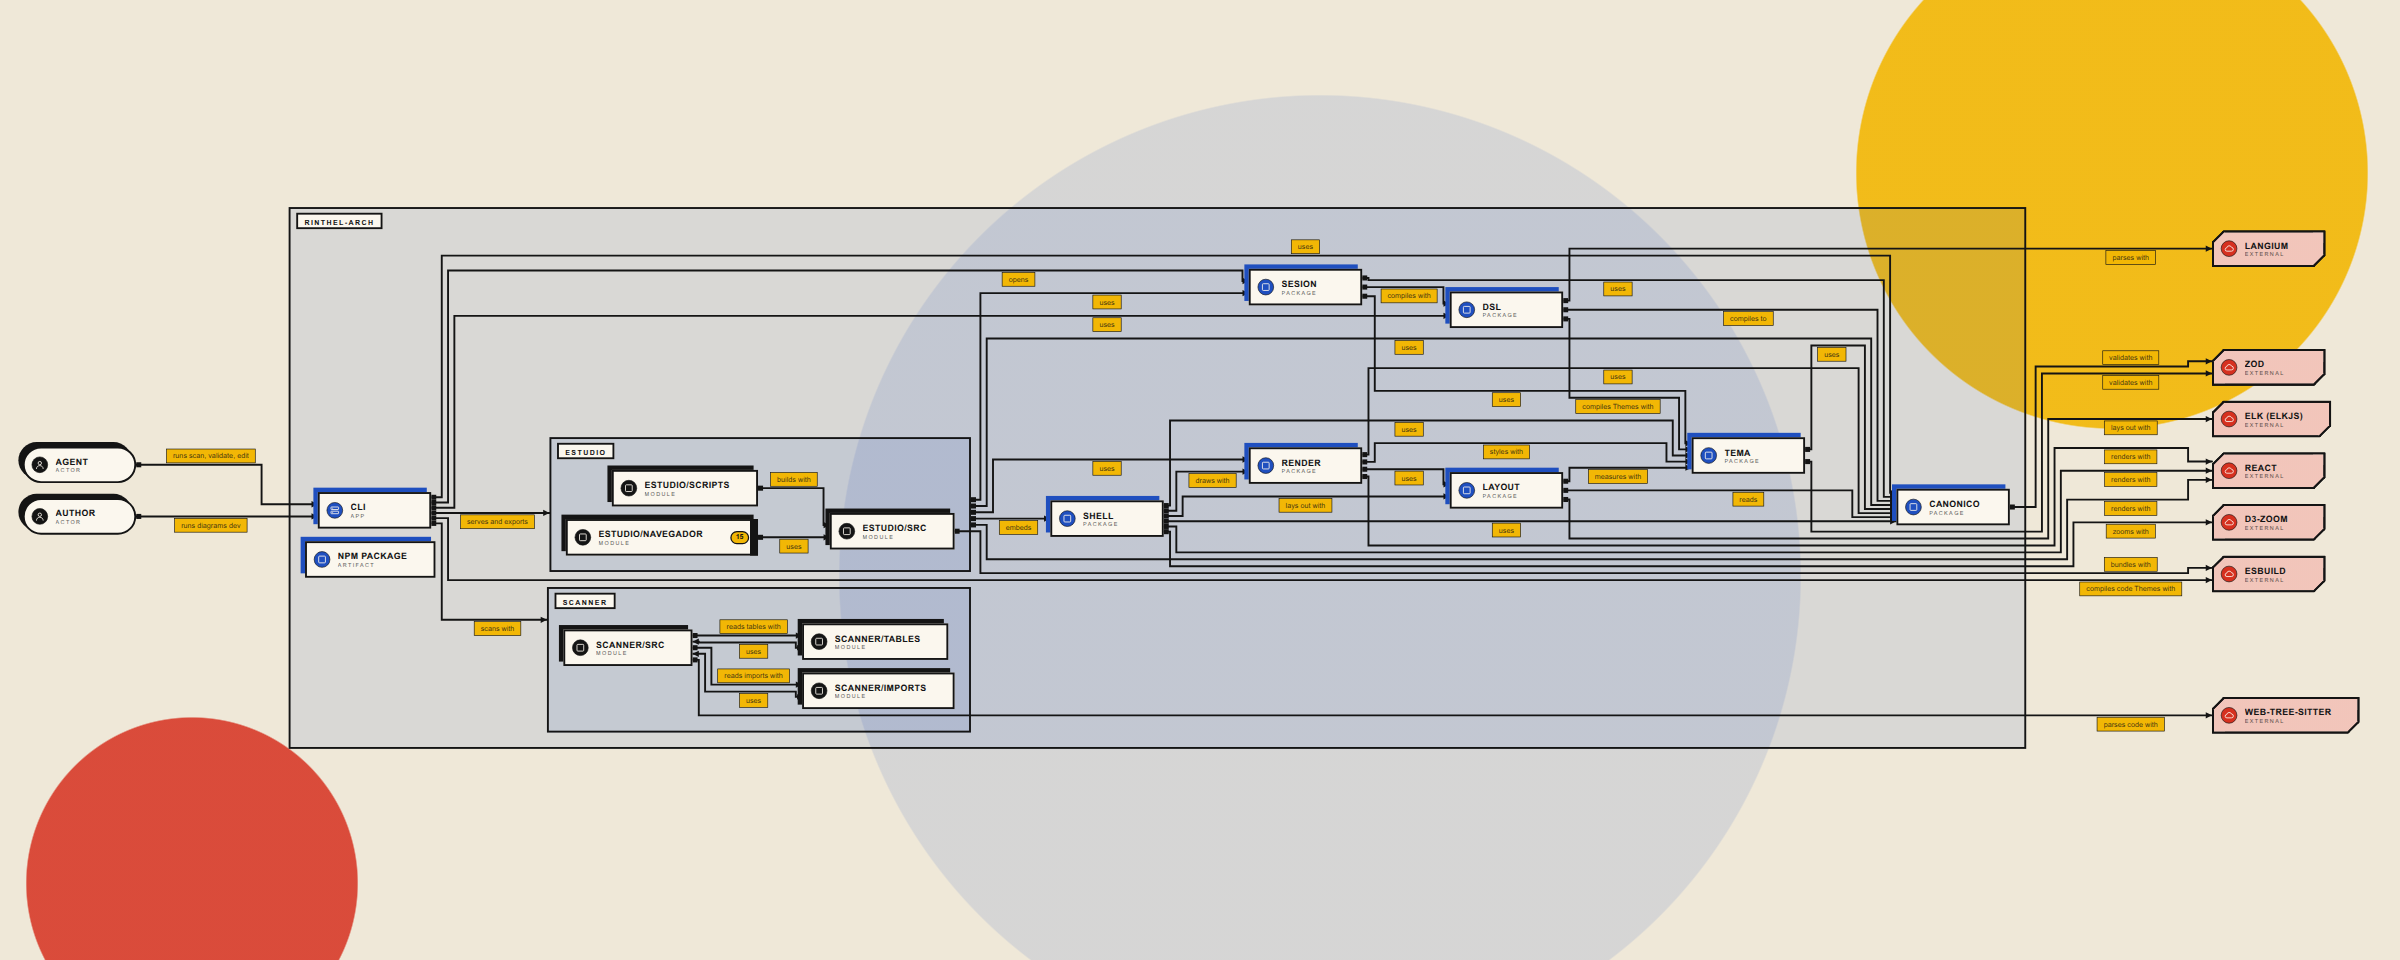 RINTHEL-ARCH
uses
LANGIUM
EXTERNAL
parses with
opens
SESION
PACKAGE
uses
compiles with
uses
DSL
PACKAGE
uses
compiles to
uses
uses
validates with
ZOD
EXTERNAL
validates with
uses
uses
compiles Themes with
ELK (ELKJS)
EXTERNAL
lays out with
uses
AGENT
ACTOR
runs scan, validate, edit
ESTUDIO
RENDER
PACKAGE
styles with
TEMA
PACKAGE
renders with
REACT
EXTERNAL
renders with
uses
draws with
uses
measures with
ESTUDIO/SCRIPTS
MODULE
builds with
LAYOUT
PACKAGE
reads
lays out with
renders with
AUTHOR
ACTOR
runs diagrams dev
CLI
APP
serves and exports
SHELL
PACKAGE
embeds
CANONICO
PACKAGE
D3-ZOOM
EXTERNAL
zooms with
uses
ESTUDIO/NAVEGADOR
MODULE
15
uses
ESTUDIO/SRC
MODULE
NPM PACKAGE
ARTIFACT
bundles with
ESBUILD
EXTERNAL
compiles code Themes with
SCANNER
scans with
SCANNER/SRC
MODULE
reads tables with
SCANNER/TABLES
MODULE
uses
reads imports with
SCANNER/IMPORTS
MODULE
uses
WEB-TREE-SITTER
EXTERNAL
parses code with